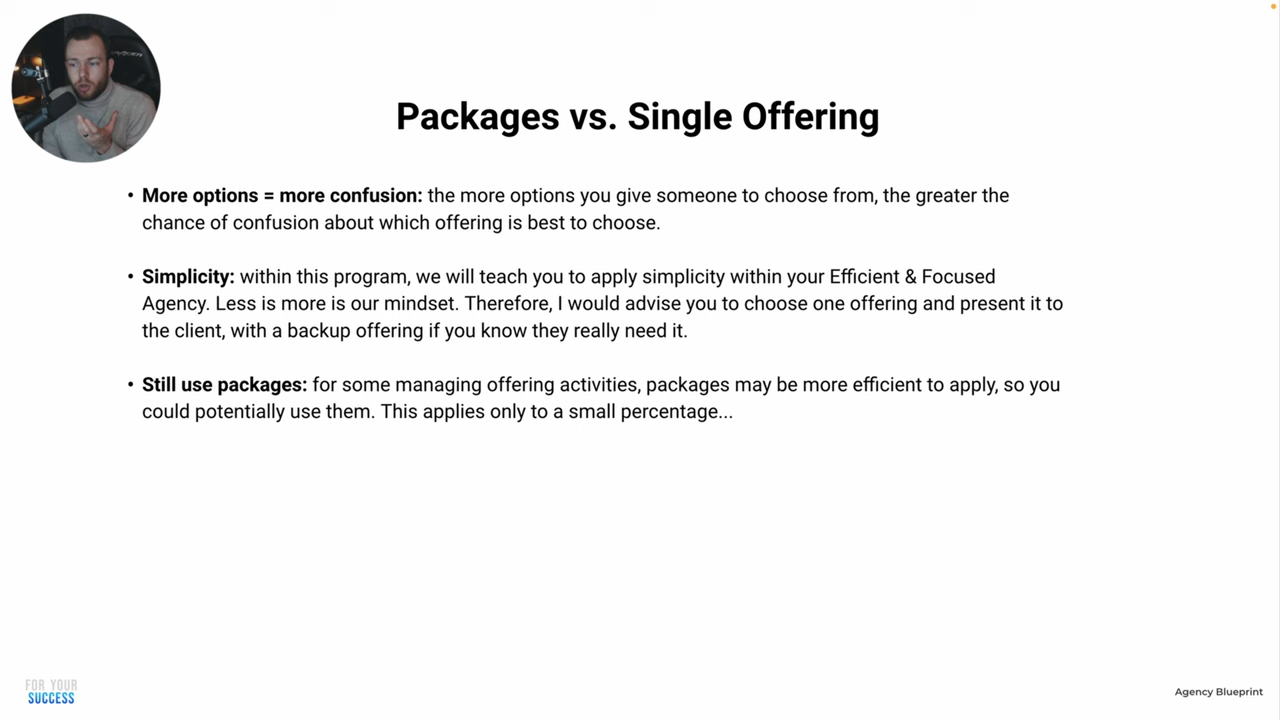 Packages vs. Single Offering
• More options = more confusion: the more options you give someone to choose from, the greater the
chance of confusion about which offering is best to choose.
• Simplicity: within this program, we will teach you to apply simplicity within your Efficient & Focused
Agency. Less is more is our mindset. Therefore, I would advise you to choose one offering and present it to
the client, with a backup offering if you know they really need it.
• Still use packages: for some managing offering activities, packages may be more efficient to apply, so you
could potentially use them. This applies only to a small percentage...
FOR YOUR
SUCCESS
Agency Blueprint